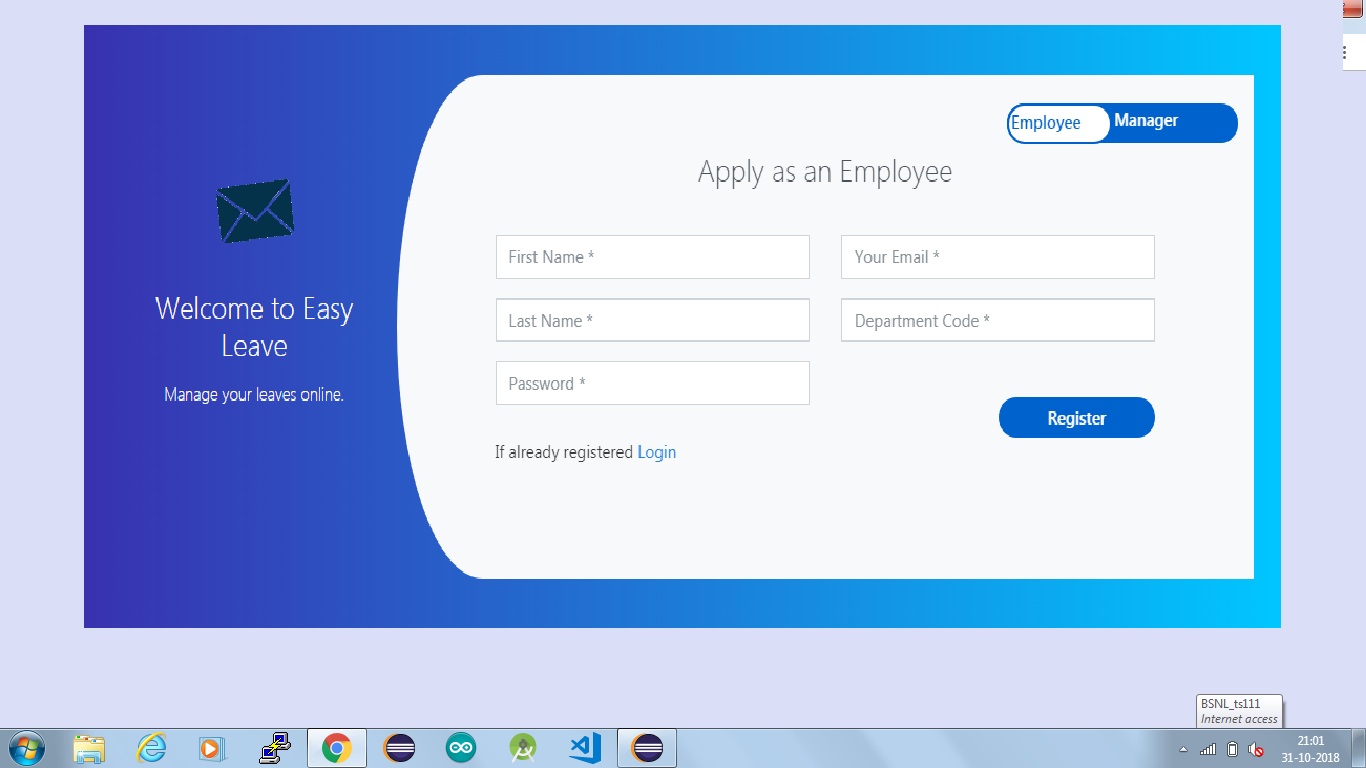 Employee
Manager
Apply as an Employee
Welcome to Easy
Leave
Manage your leaves online.
First Name *
Your Email *
Last Name *
Department Code *
Password *
Register
If already registered Login
BSNL_ts111
Internet access
21:01
31-10-2018